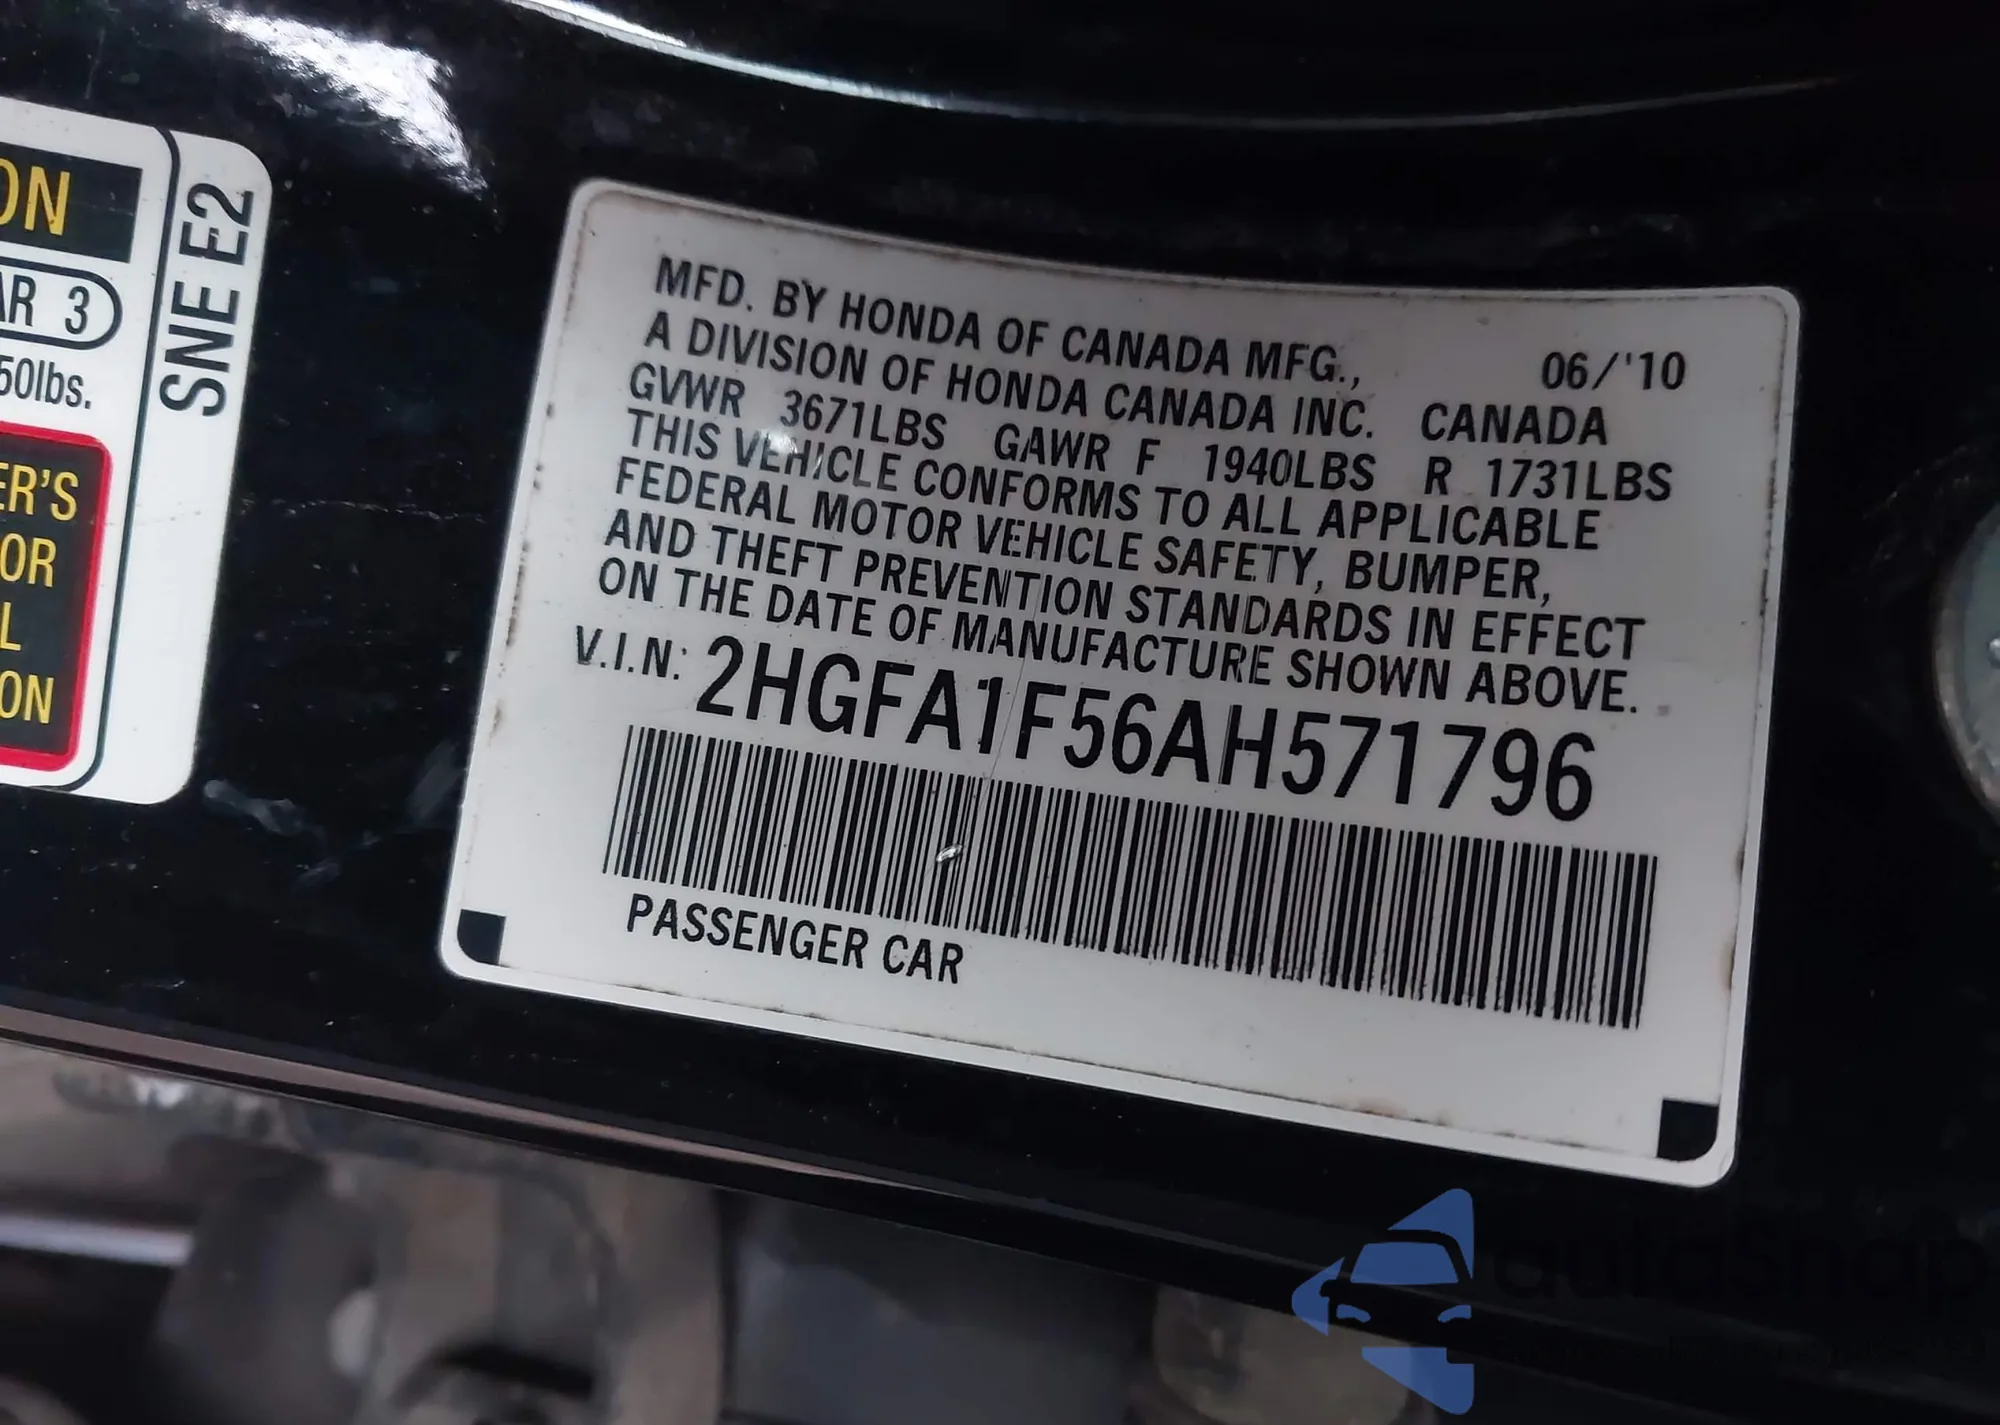 ON
AR 3
50lbs.
ER'S
OR
L
ON
SNE E2
MFD. BY HONDA OF CANADA MFG., 06/'10
A DIVISION OF HONDA CANADA INC. CANADA
GVWR 3671LBS GAWR F 1940LBS R 1731LBS
THIS VEHICLE CONFORMS TO ALL APPLICABLE
FEDERAL MOTOR VEHICLE SAFETY, BUMPER,
AND THEFT PREVENTION STANDARDS IN EFFECT
ON THE DATE OF MANUFACTURE SHOWN ABOVE.
V.I.N.: 2HGFA1F56AH571796
PASSENGER CAR